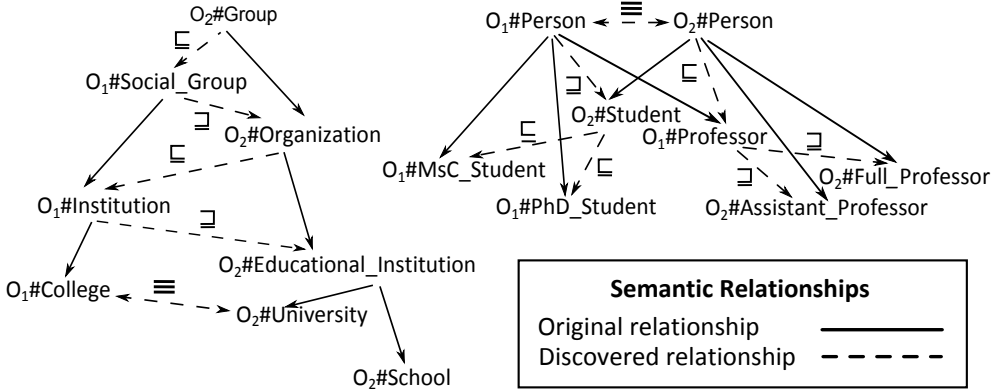 O₂#Group
⊑
O₁#Social_Group
⊒
O₂#Organization
⊑
O₁#Institution
⊒
O₂#Educational_Institution
O₁#College
≡
O₂#University
O₂#School
O₁#Person
≡
O₂#Person
⊒
⊑
O₂#Student
O₁#Professor
⊑
⊒
O₁#MsC_Student
⊑
⊒
O₂#Full_Professor
O₁#PhD_Student
O₂#Assistant_Professor
Semantic Relationships
Original relationship
Discovered relationship